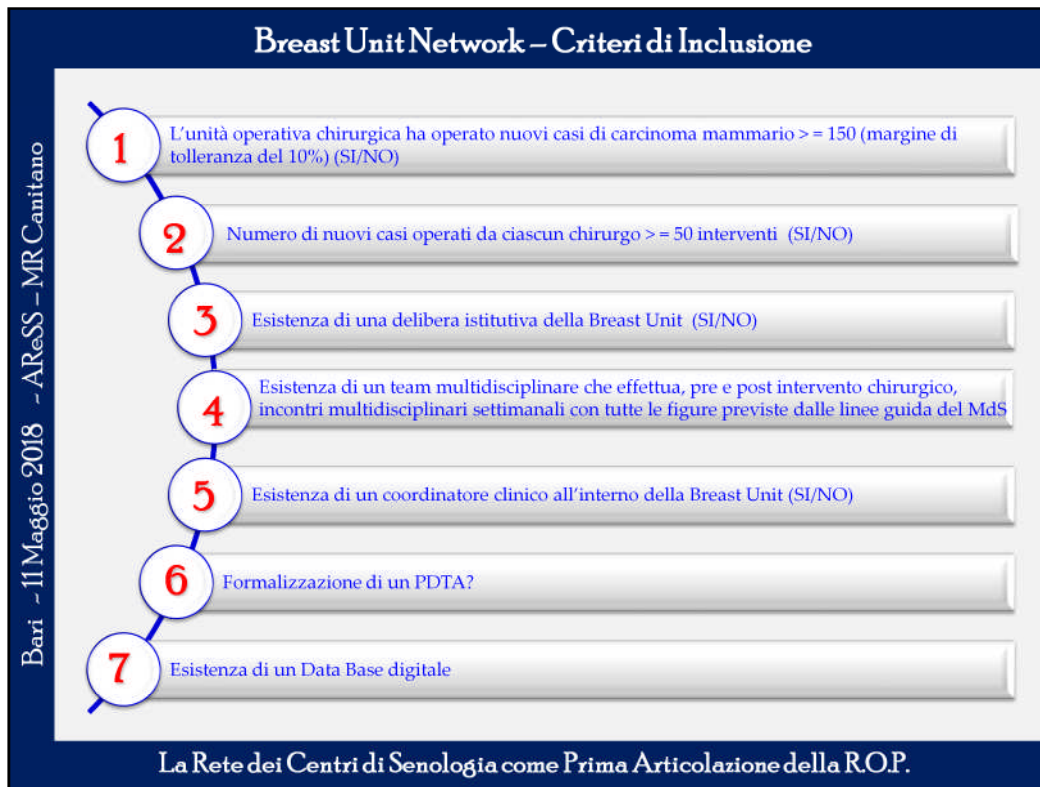 Breast Unit Network – Criteri di Inclusione
Bari ~ 11 Maggio 2018 ~ AReSS – MR Canitano
1
L'unità operativa chirurgica ha operato nuovi casi di carcinoma mammario > = 150 (margine di
tolleranza del 10%) (SI/NO)
2
Numero di nuovi casi operati da ciascun chirurgo > = 50 interventi (SI/NO)
3
Esistenza di una delibera istitutiva della Breast Unit (SI/NO)
4
Esistenza di un team multidisciplinare che effettua, pre e post intervento chirurgico,
incontri multidisciplinari settimanali con tutte le figure previste dalle linee guida del MdS
5
Esistenza di un coordinatore clinico all'interno della Breast Unit (SI/NO)
6
Formalizzazione di un PDTA?
7
Esistenza di un Data Base digitale
La Rete dei Centri di Senologia come Prima Articolazione della R.O.P.